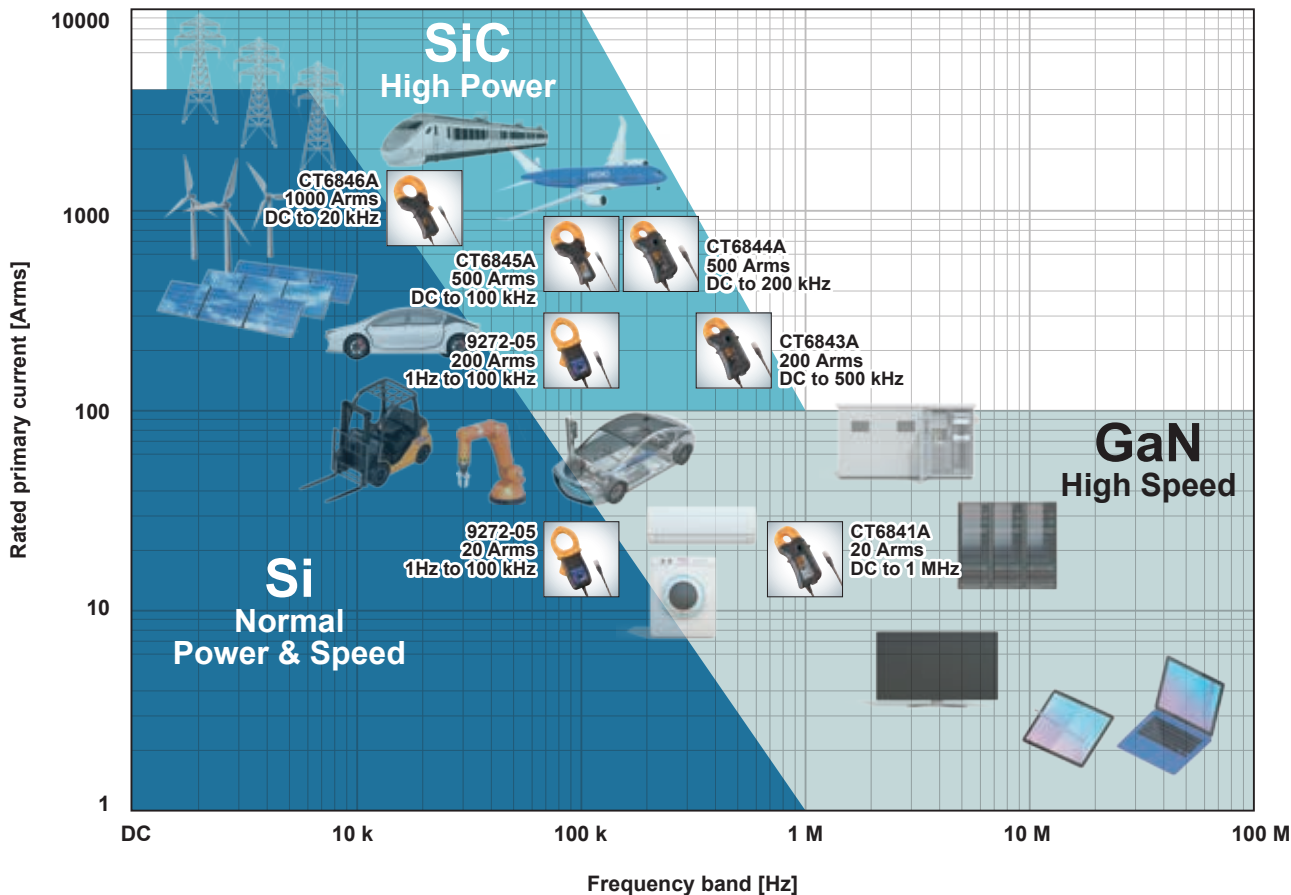 10000
1000
100
10
1
Rated primary current [Arms]
SiC
High Power
CT6846A
1000 Arms
DC to 20 kHz
CT6845A
500 Arms
DC to 100 kHz
CT6844A
500 Arms
DC to 200 kHz
9272-05
200 Arms
1Hz to 100 kHz
CT6843A
200 Arms
DC to 500 kHz
GaN
High Speed
9272-05
20 Arms
1Hz to 100 kHz
CT6841A
20 Arms
DC to 1 MHz
Si
Normal
Power & Speed
DC
10 k
100 k
1 M
10 M
100 M
Frequency band [Hz]